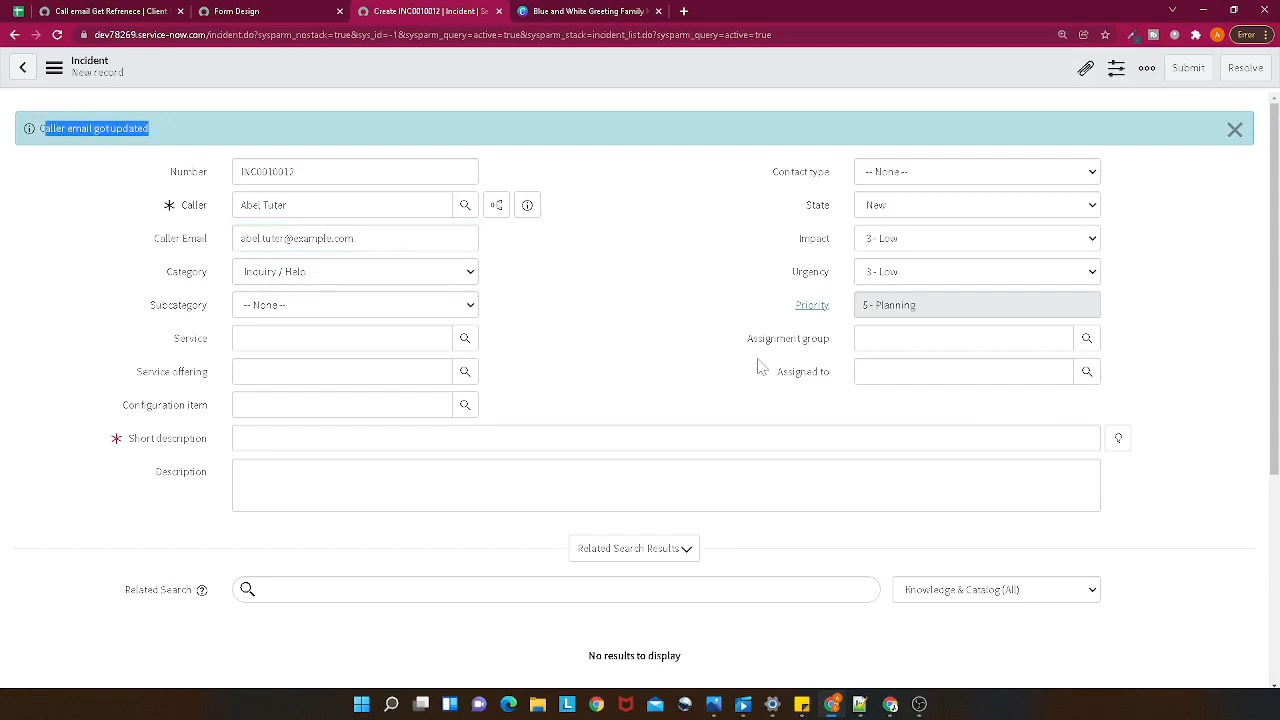 Call email Get Refrenece | Client
Form Design
Create INC0010012 | Incident | Se
Blue and White Greeting Family M
dev78269.service-now.com/incident.do?sysparm_nostack=true&sys_id=-1&sysparm_query=active=true&sysparm_stack=incident_list.do?sysparm_query=active=true
A
Error
Incident
New record
Submit
Resolve
Caller email got updated
Number
INC0010012
Contact type
-- None --
Caller
Abel Tuter
State
New
Caller Email
abel.tuter@example.com
Impact
3 - Low
Category
Inquiry / Help
Urgency
3 - Low
Subcategory
-- None --
Priority
5 - Planning
Service
Assignment group
Service offering
Assigned to
Configuration item
Short description
Description
Related Search Results
Related Search
Knowledge & Catalog (All)
No results to display